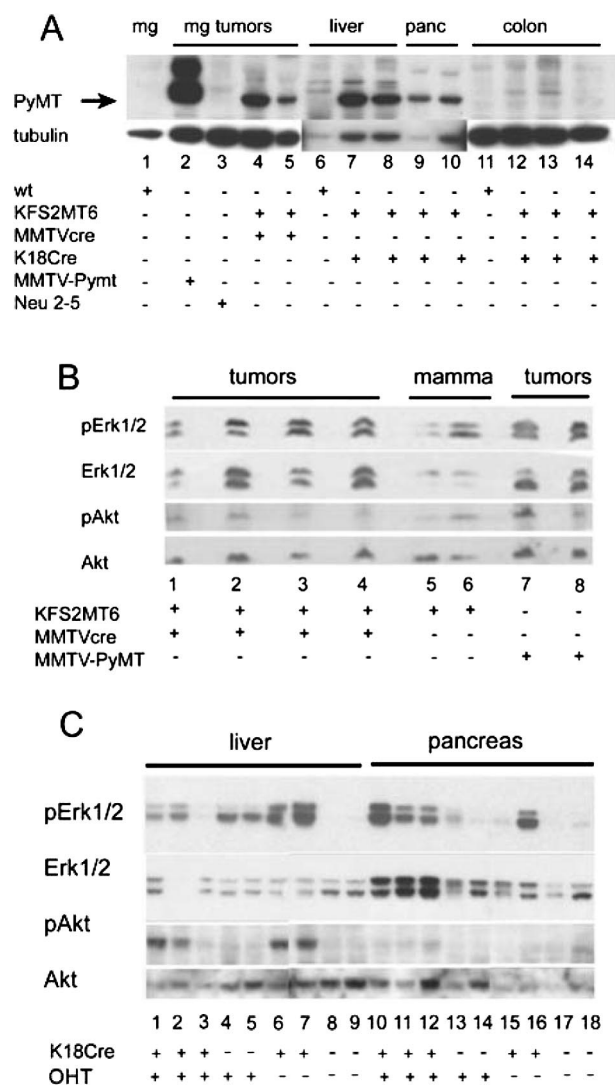 A
mg mg tumors liver panc colon
PyMT
tubulin
1 2 3 4 5 6 7 8 9 10 11 12 13 14
wt + - - - - + - - - - + - - -
KFS2MT6 - - - + + - + + + + - + + +
MMTVcre - - - + + - - - - - - - - -
K18Cre - - - - - - + + + + - + + +
MMTV-Pymt - + - - - - - - - - - - - -
Neu 2-5 - - + - - - - - - - - - - -
B
tumors mamma tumors
pErk1/2
Erk1/2
pAkt
Akt
1 2 3 4 5 6 7 8
KFS2MT6 + + + + + + - -
MMTVcre + + + + - - - -
MMTV-PyMT - - - - - - + +
C
liver pancreas
pErk1/2
Erk1/2
pAkt
Akt
1 2 3 4 5 6 7 8 9 10 11 12 13 14 15 16 17 18
K18Cre + + + - - + + - - + + + - - + + - -
OHT + + + + + - - - - + + + + + - - - -